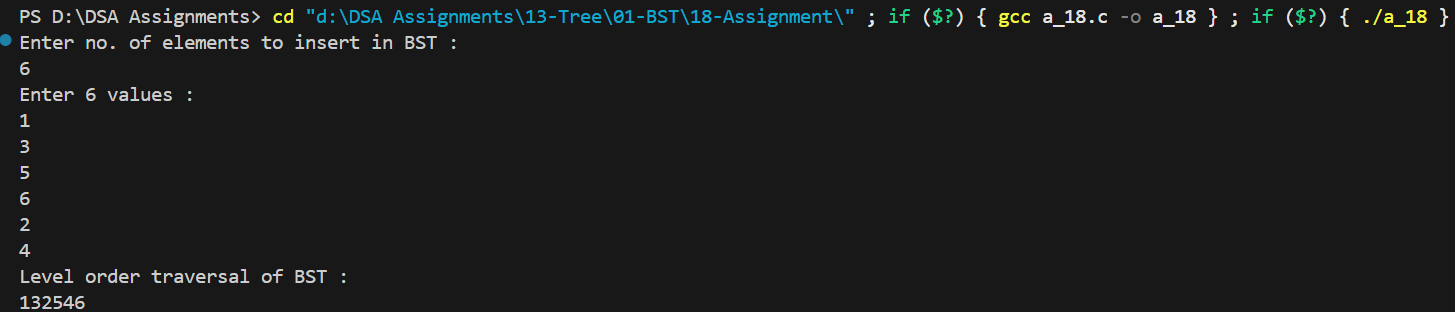 PS D:\DSA Assignments> cd "d:\DSA Assignments\13-Tree\01-BST\18-Assignment\" ; if ($?) { gcc a_18.c -o a_18 } ; if ($?) { ./a_18 }
Enter no. of elements to insert in BST :
6
Enter 6 values :
1
3
5
6
2
4
Level order traversal of BST :
132546